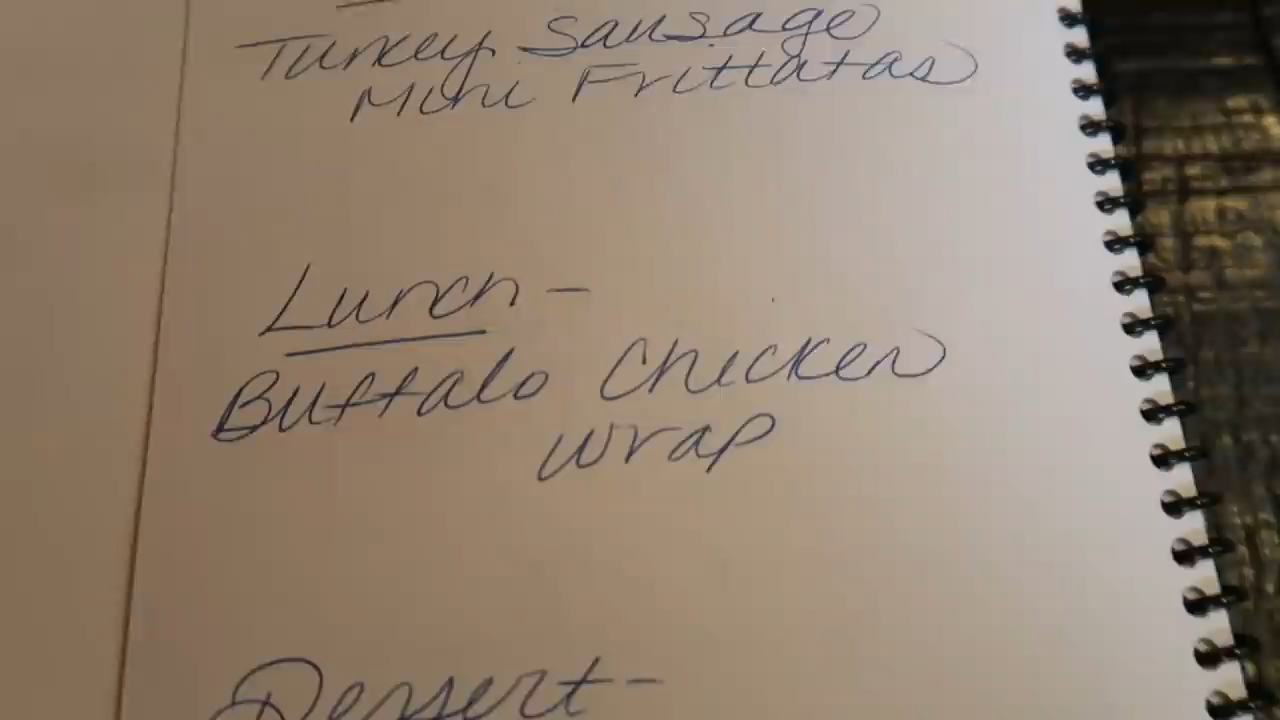 Turkey Sausage
Mini Frittatas
Lunch -
Buffalo Chicken
wrap
Dessert -